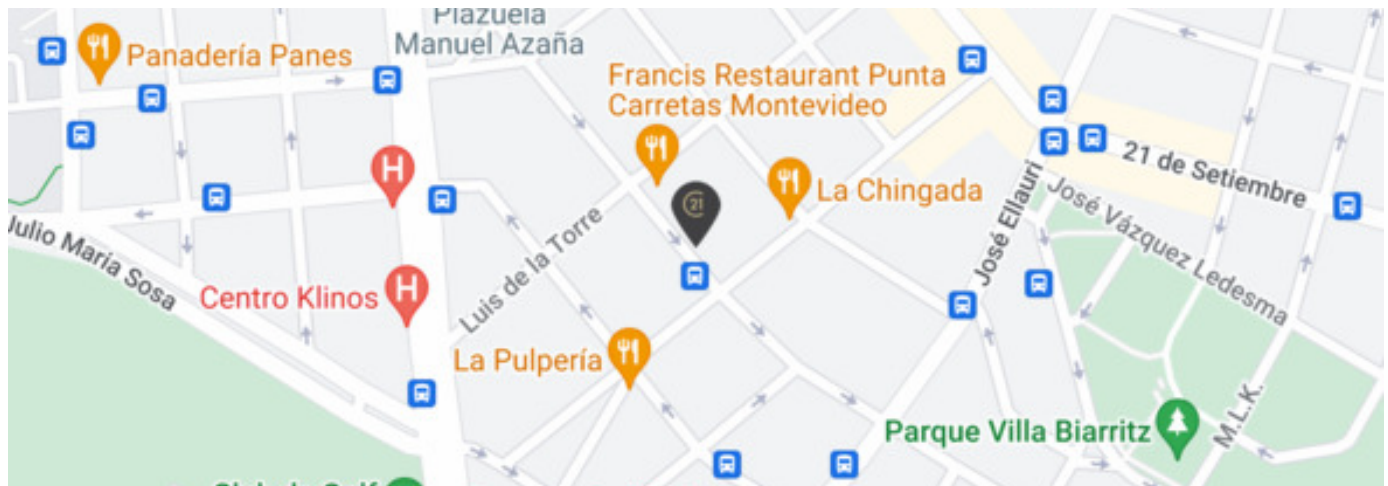 Plazuela
Manuel Azaña
Panadería Panes
Francis Restaurant Punta
Carretas Montevideo
21 de Setiembre
La Chingada
José Ellauri
José Vázquez Ledesma
21
H
Luis de la Torre
Julio María Sosa
Centro Klinos
H
La Pulpería
Parque Villa Biarritz
M.L.K.